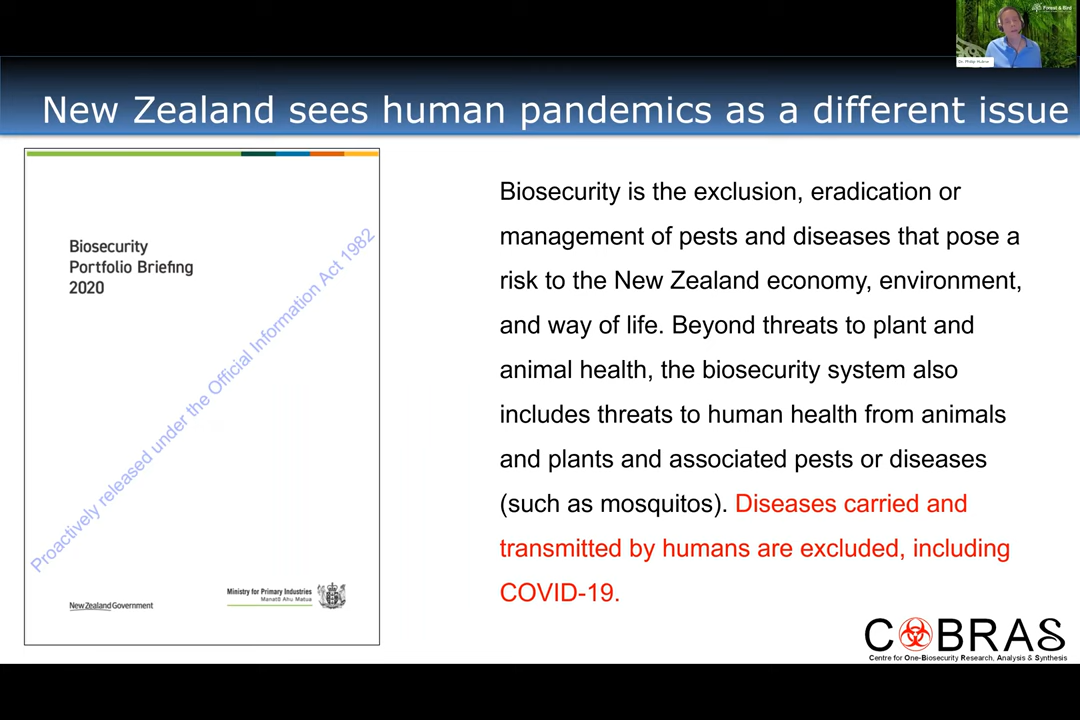 Forest & Bird
New Zealand sees human pandemics as a different issue
Biosecurity
Portfolio Briefing
2020
Proactively released under the Official Information Act 1982
New Zealand Government
Ministry for Primary Industries
Manatū Ahu Matua
Biosecurity is the exclusion, eradication or
management of pests and diseases that pose a
risk to the New Zealand economy, environment,
and way of life. Beyond threats to plant and
animal health, the biosecurity system also
includes threats to human health from animals
and plants and associated pests or diseases
(such as mosquitos). Diseases carried and
transmitted by humans are excluded, including
COVID-19.
COBRAS
Centre for One-Biosecurity Research, Analysis & Synthesis